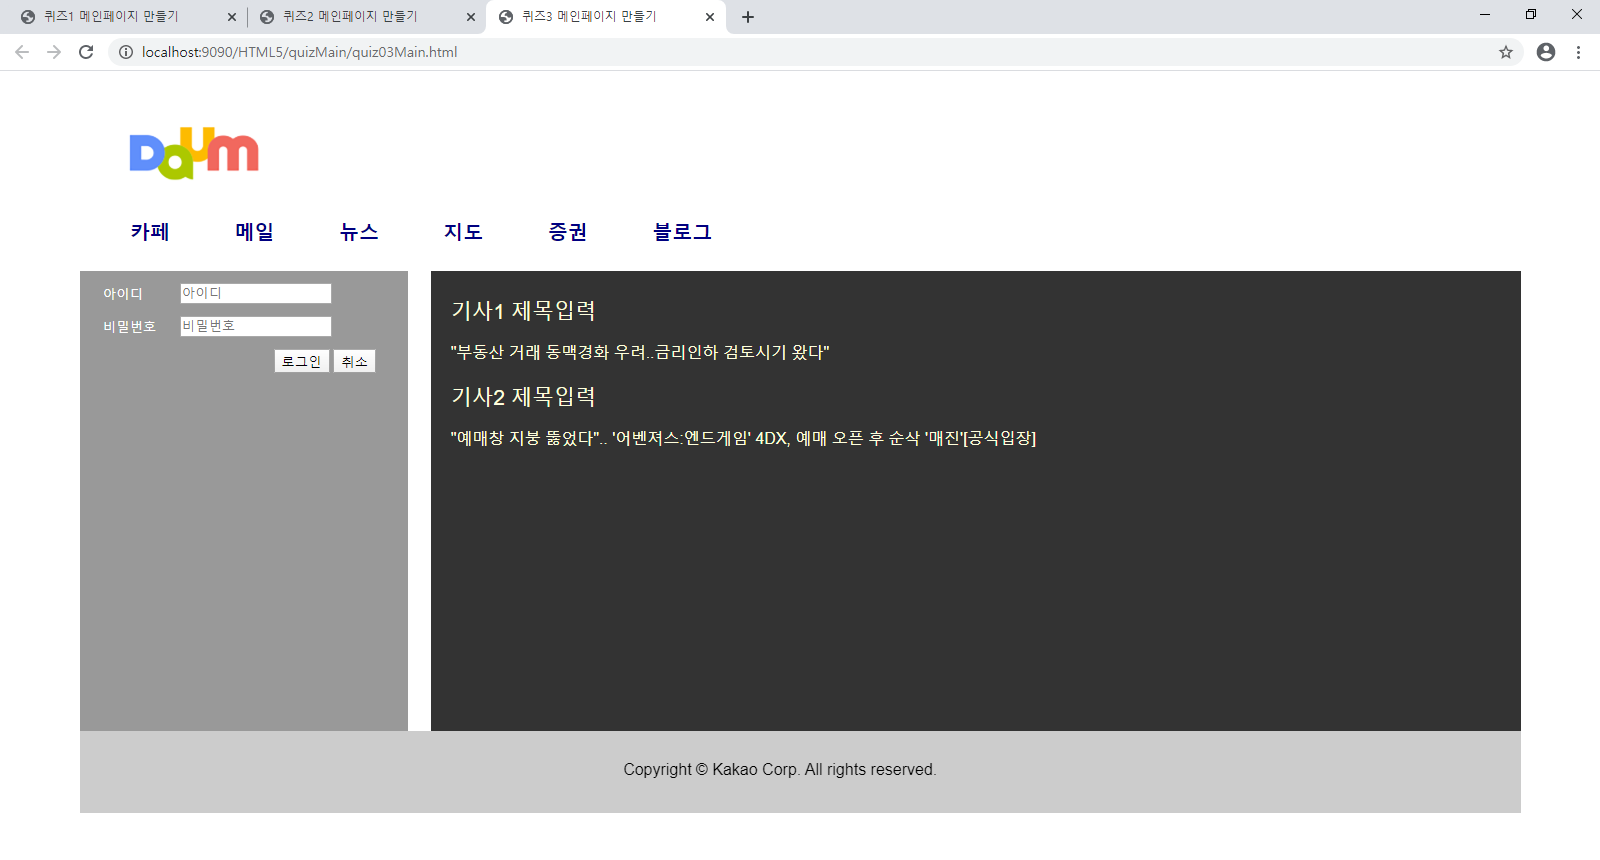 퀴즈1 메인페이지 만들기
퀴즈2 메인페이지 만들기
퀴즈3 메인페이지 만들기
localhost:9090/HTML5/quizMain/quiz03Main.html
Daum
카페 메일 뉴스 지도 증권 블로그
아이디 아이디
비밀번호 비밀번호
로그인 취소
기사1 제목입력
"부동산 거래 동맥경화 우려..금리인하 검토시기 왔다"
기사2 제목입력
"예매창 지붕 뚫었다".. '어벤져스:엔드게임' 4DX, 예매 오픈 후 순삭 '매진'[공식입장]
Copyright © Kakao Corp. All rights reserved.